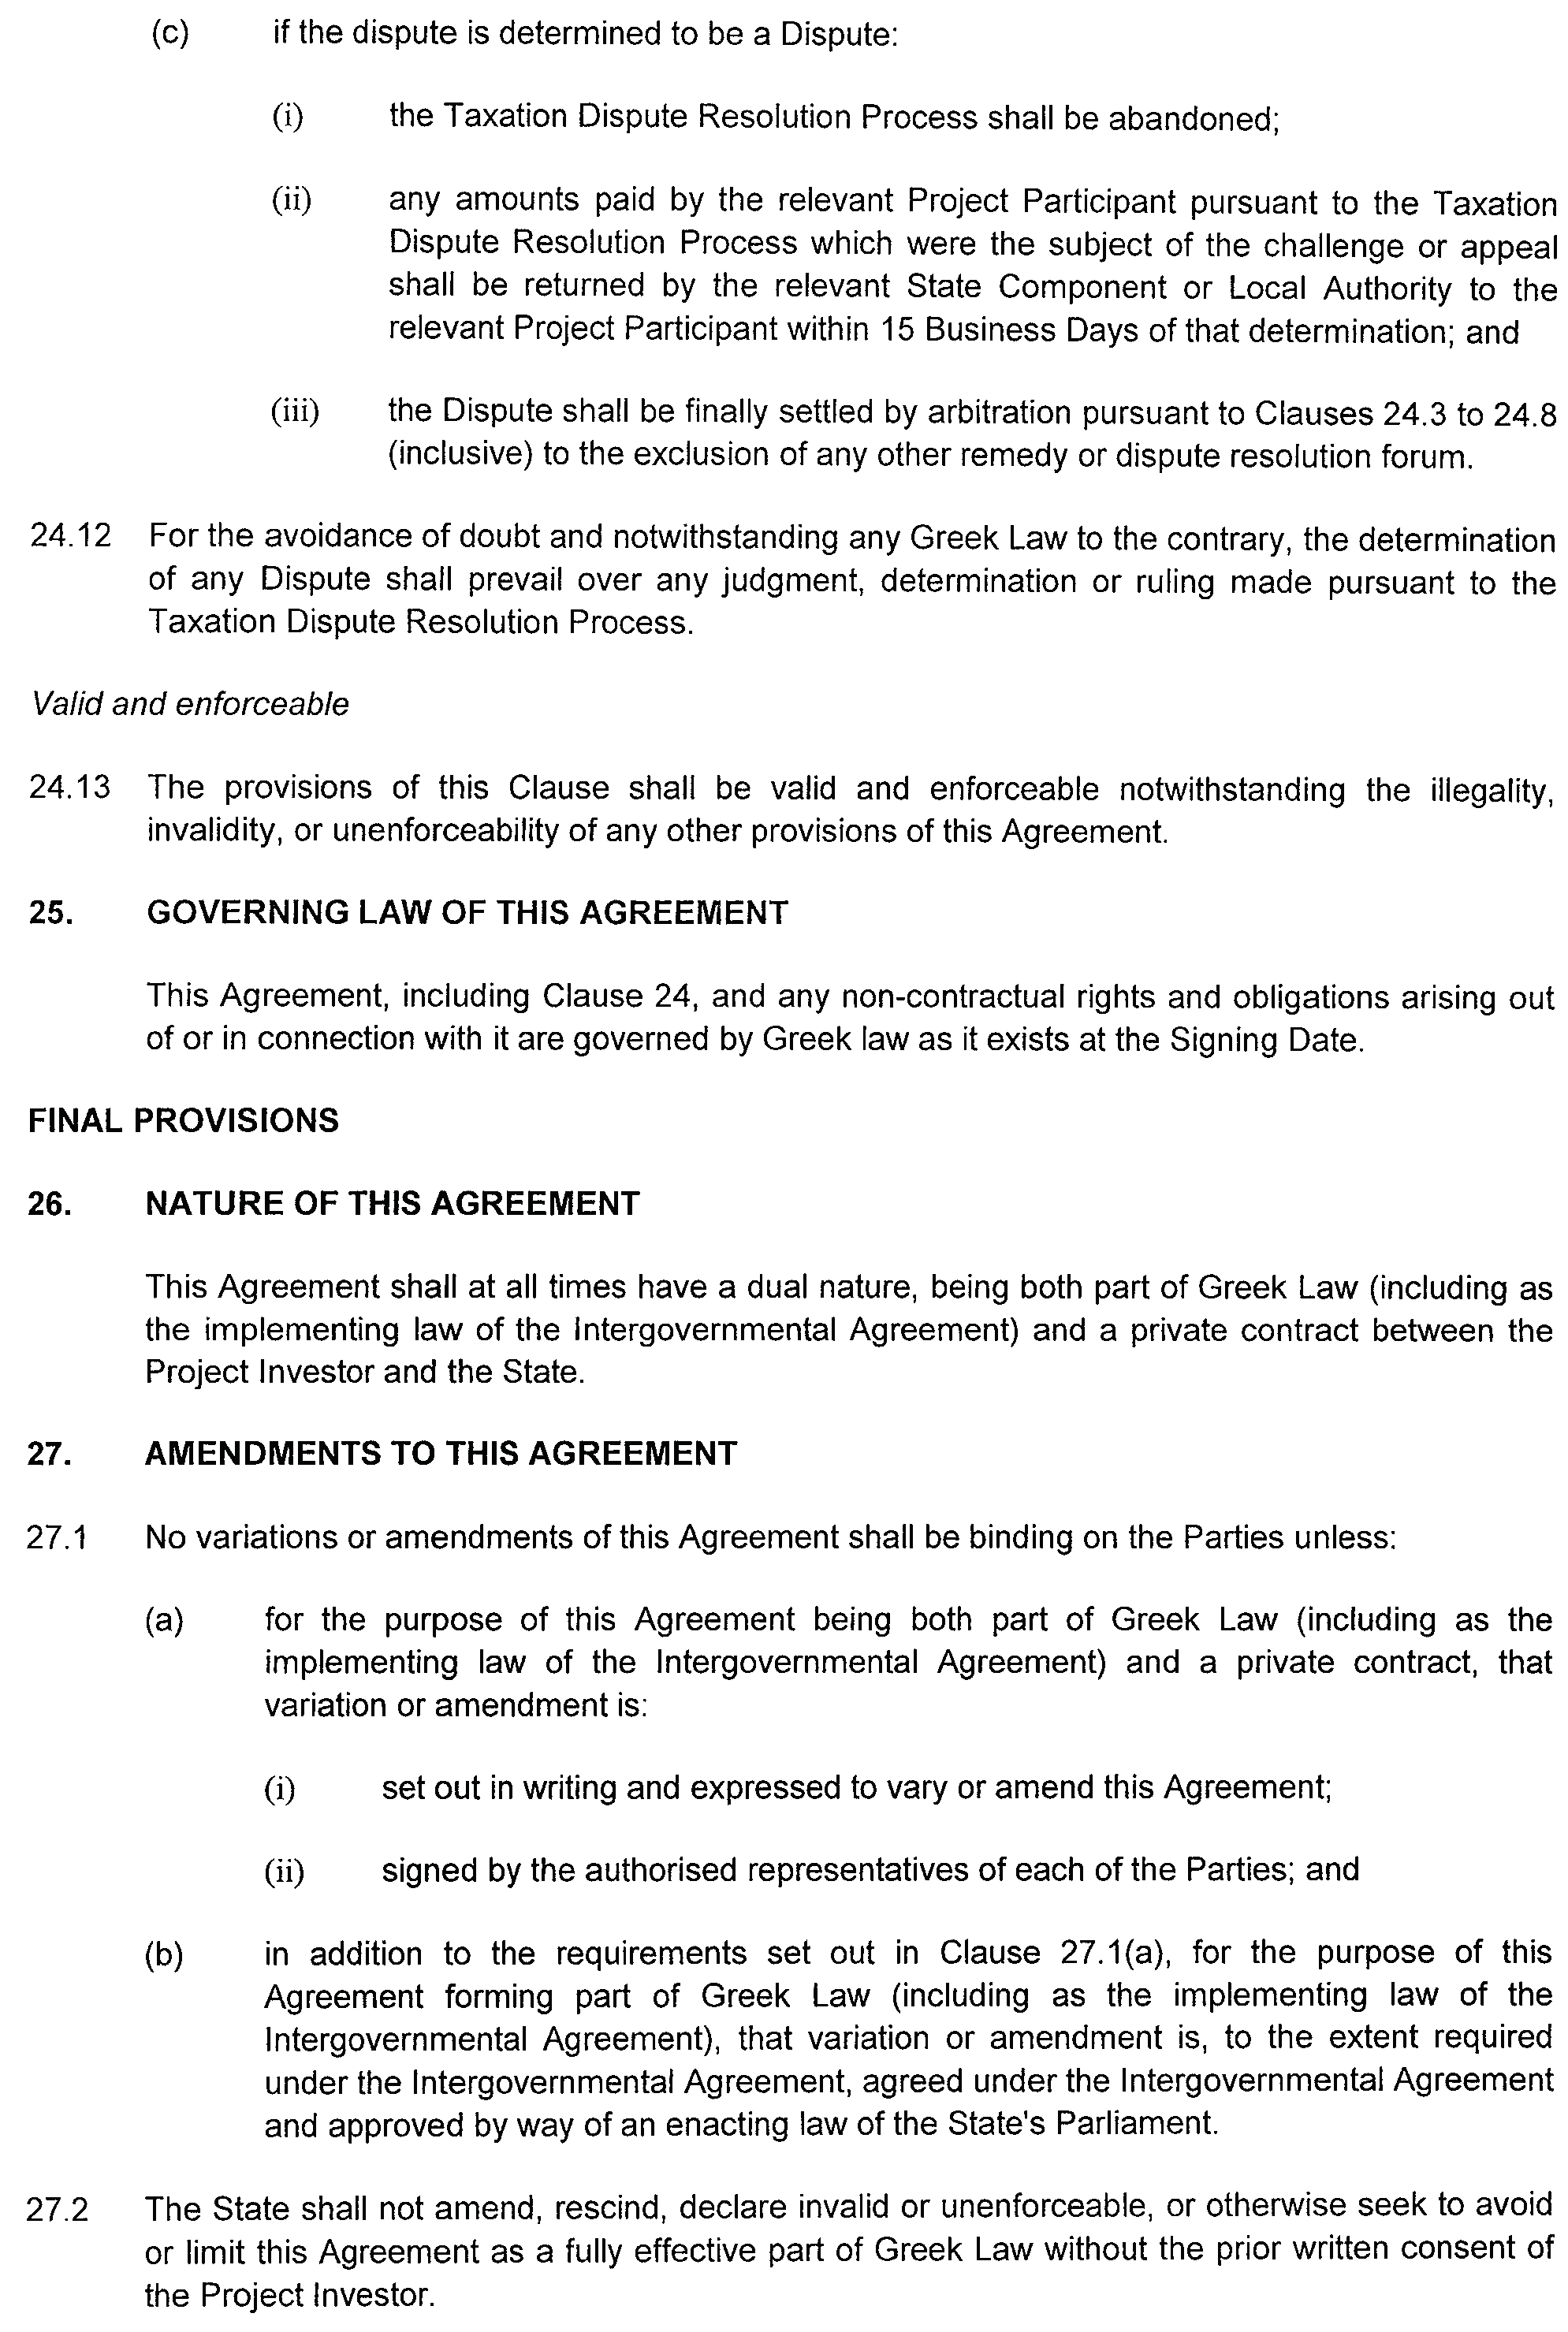 (c) if the dispute is determined to be a Dispute:
(i) the Taxation Dispute Resolution Process shall be abandoned;
(ii) any amounts paid by the relevant Project Participant pursuant to the Taxation
Dispute Resolution Process which were the subject of the challenge or appeal
shall be returned by the relevant State Component or Local Authority to the
relevant Project Participant within 15 Business Days of that determination; and
(iii) the Dispute shall be finally settled by arbitration pursuant to Clauses 24.3 to 24.8
(inclusive) to the exclusion of any other remedy or dispute resolution forum.
24.12 For the avoidance of doubt and notwithstanding any Greek Law to the contrary, the determination
of any Dispute shall prevail over any judgment, determination or ruling made pursuant to the
Taxation Dispute Resolution Process.
Valid and enforceable
24.13 The provisions of this Clause shall be valid and enforceable notwithstanding the illegality,
invalidity, or unenforceability of any other provisions of this Agreement.
25. GOVERNING LAW OF THIS AGREEMENT
This Agreement, including Clause 24, and any non-contractual rights and obligations arising out
of or in connection with it are governed by Greek law as it exists at the Signing Date.
FINAL PROVISIONS
26. NATURE OF THIS AGREEMENT
This Agreement shall at all times have a dual nature, being both part of Greek Law (including as
the implementing law of the Intergovernmental Agreement) and a private contract between the
Project Investor and the State.
27. AMENDMENTS TO THIS AGREEMENT
27.1 No variations or amendments of this Agreement shall be binding on the Parties unless:
(a) for the purpose of this Agreement being both part of Greek Law (including as the
implementing law of the Intergovernmental Agreement) and a private contract, that
variation or amendment is:
(i) set out in writing and expressed to vary or amend this Agreement;
(ii) signed by the authorised representatives of each of the Parties; and
(b) in addition to the requirements set out in Clause 27.1(a), for the purpose of this
Agreement forming part of Greek Law (including as the implementing law of the
Intergovernmental Agreement), that variation or amendment is, to the extent required
under the Intergovernmental Agreement, agreed under the Intergovernmental Agreement
and approved by way of an enacting law of the State's Parliament.
27.2 The State shall not amend, rescind, declare invalid or unenforceable, or otherwise seek to avoid
or limit this Agreement as a fully effective part of Greek Law without the prior written consent of
the Project Investor.